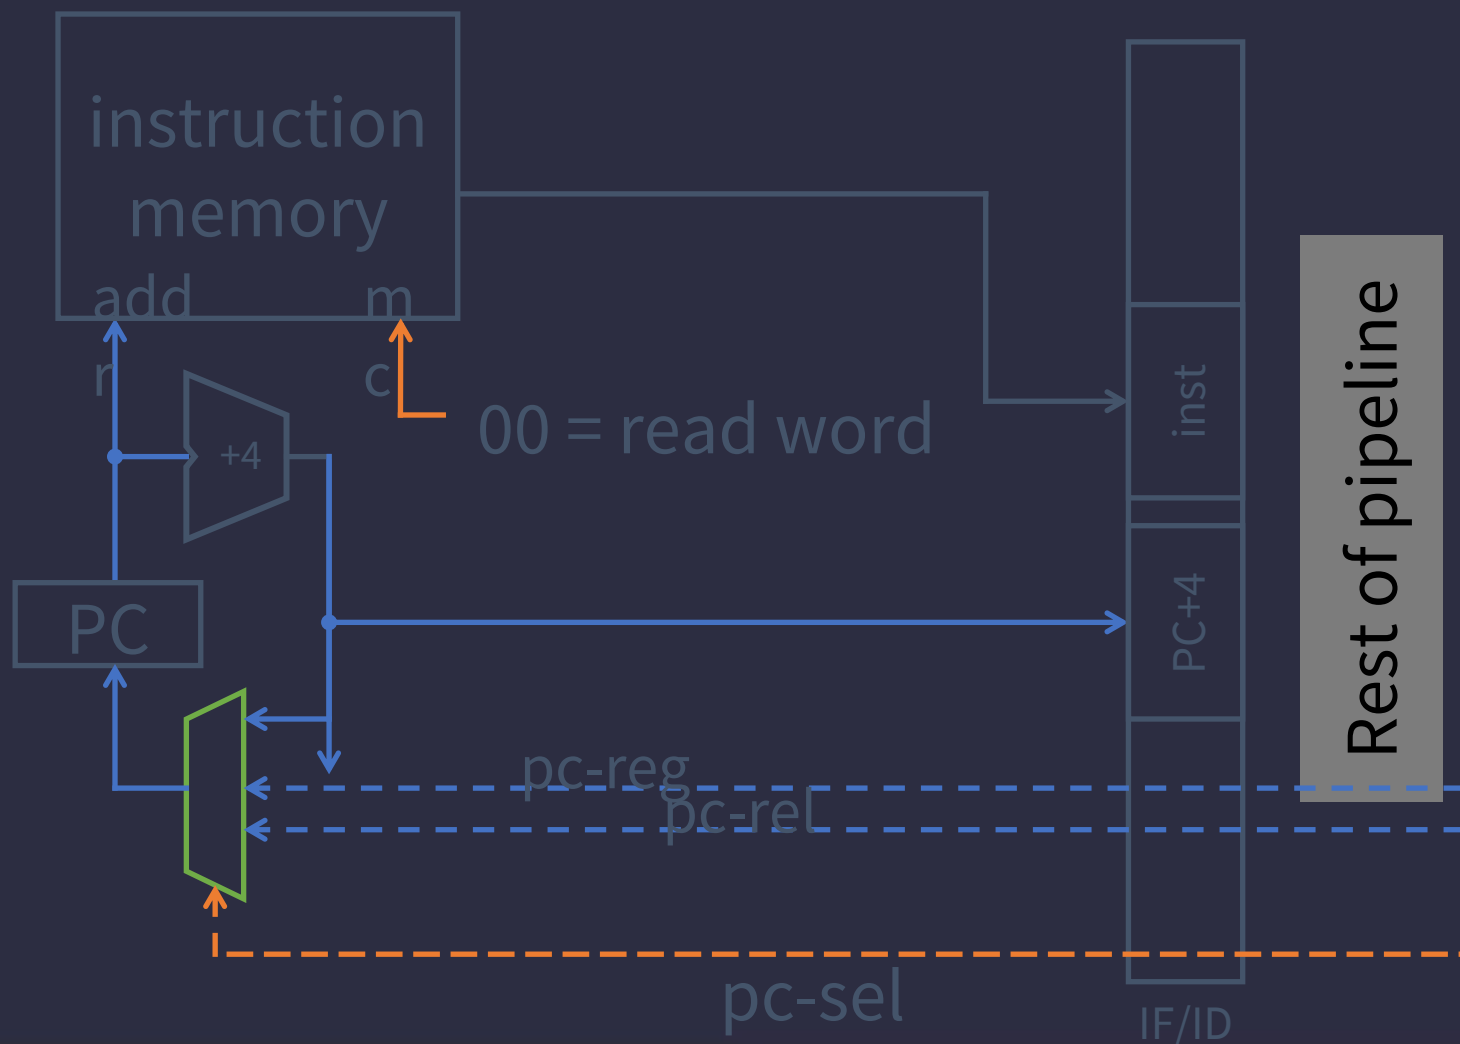 instruction
memory
add
r
m
c
00 = read word
+4
inst
PC
PC+4
Rest of pipeline
pc-reg
pc-rel
pc-sel
IF/ID